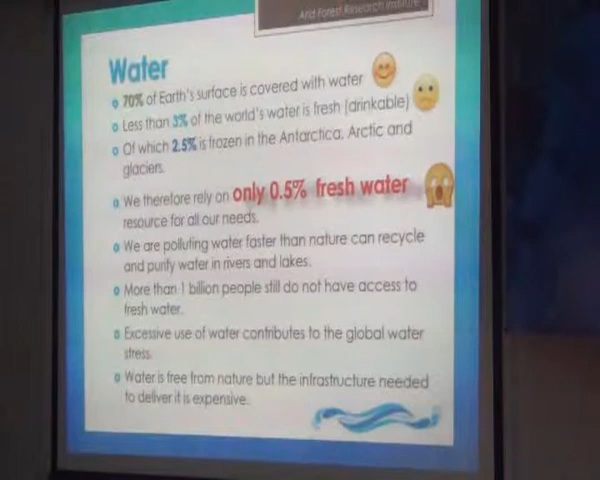 Arid Forest Research Institute
Water
70% of Earth's surface is covered with water
Less than 3% of the world's water is fresh (drinkable)
Of which 2.5% is frozen in the Antarctica, Arctic and
glaciers.
We therefore rely on only 0.5% fresh water
resource for all our needs.
We are polluting water faster than nature can recycle
and purify water in rivers and lakes.
More than 1 billion people still do not have access to
fresh water.
Excessive use of water contributes to the global water
stress.
Water is free from nature but the infrastructure needed
to deliver it is expensive.